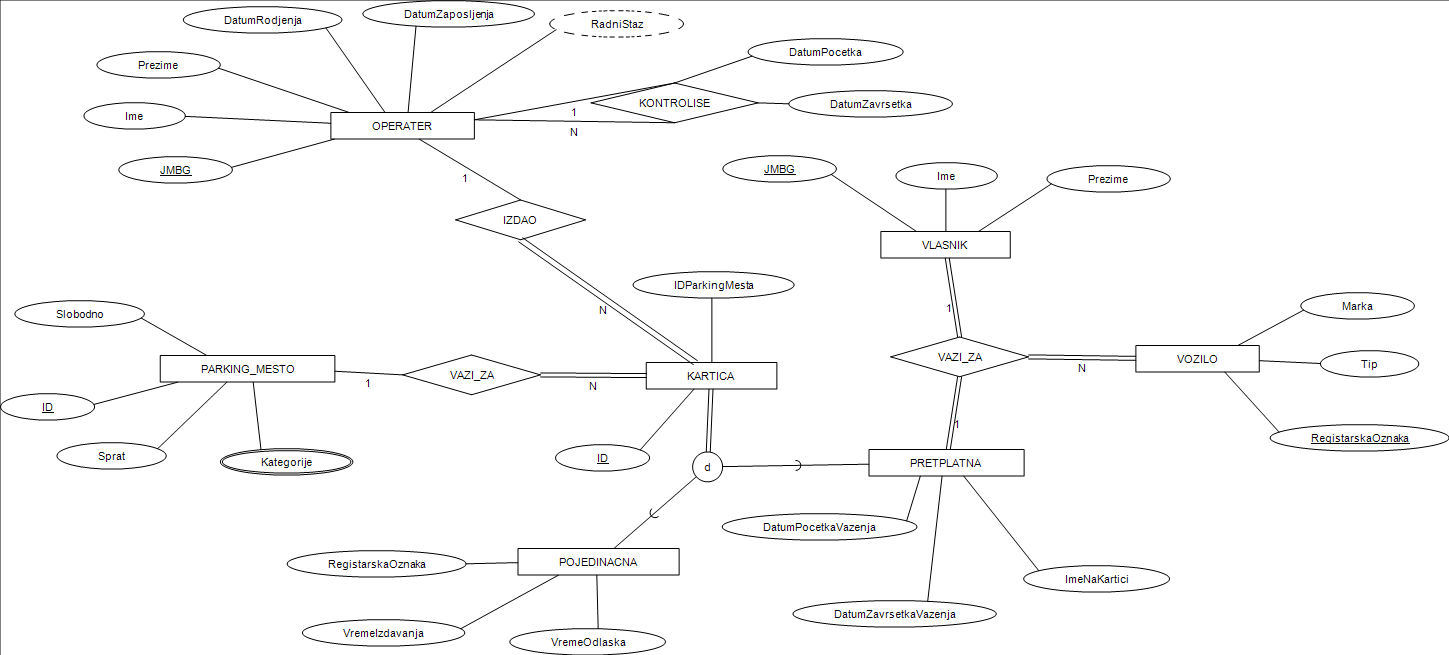 DatumRodjenja
DatumZaposljenja
RadniStaz
Prezime
DatumPocetka
Ime
OPERATER
1
N
KONTROLISE
DatumZavrsetka
JMBG
1
IZDAO
N
JMBG
Ime
Prezime
VLASNIK
1
IDParkingMesta
Slobodno
PARKING_MESTO
1
VAZI_ZA
N
KARTICA
VAZI_ZA
N
VOZILO
Marka
Tip
RegistarskaOznaka
1
ID
Sprat
Kategorije
ID
d
PRETPLATNA
DatumPocetkaVazenja
ImeNaKartici
DatumZavrsetkaVazenja
POJEDINACNA
RegistarskaOznaka
VremeIzdavanja
VremeOdlaska